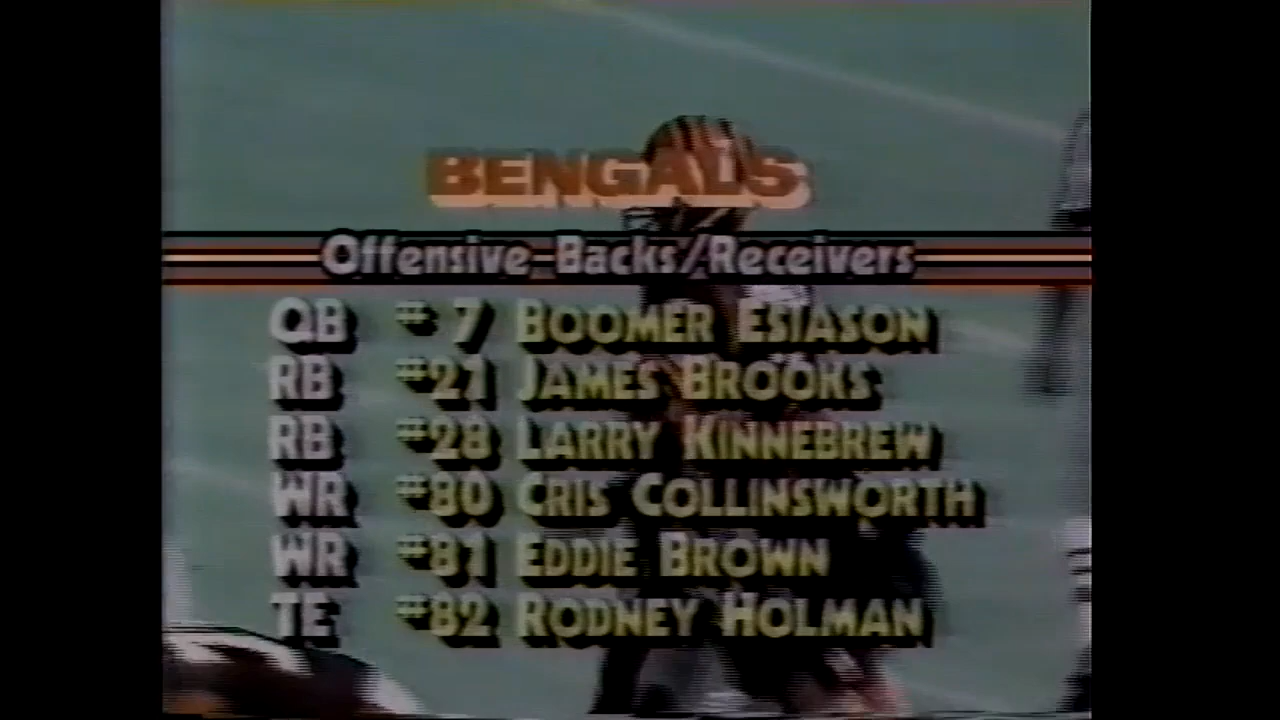 BENGALS
Offensive Backs/Receivers
QB # 7 BOOMER ESIASON
RB #21 JAMES BROOKS
RB #28 LARRY KINNEBREW
WR #80 CRIS COLLINSWORTH
WR #81 EDDIE BROWN
TE #82 RODNEY HOLMAN